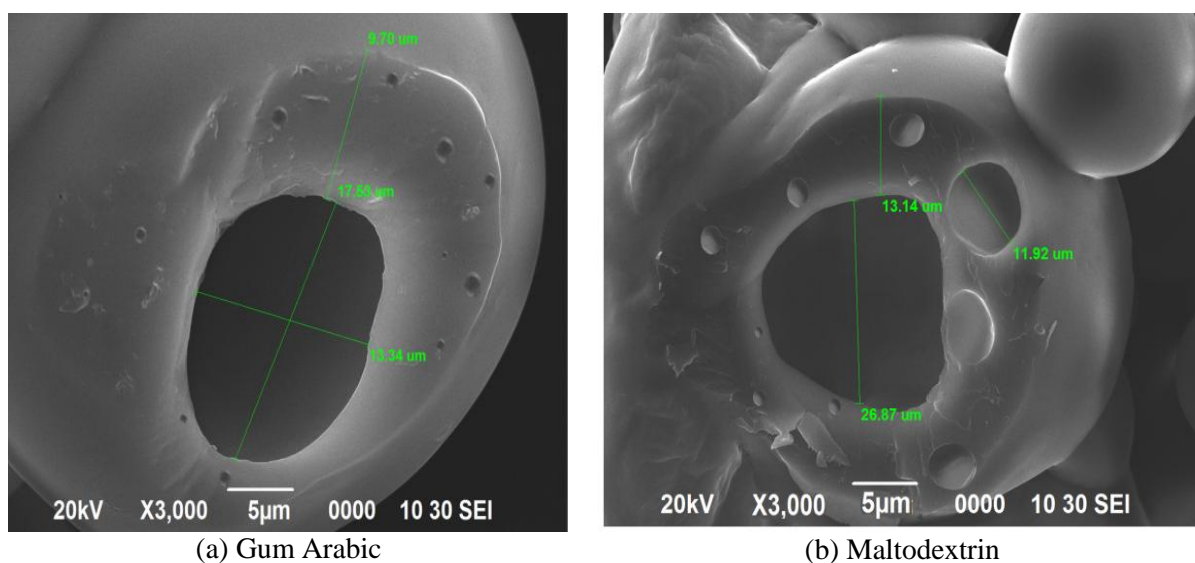 9.70 um
17.53 um
13.34 um
20kV X3,000 5µm 0000 10 30 SEI
(a) Gum Arabic
13.14 um
11.92 um
26.87 um
20kV X3,000 5µm 0000 10 30 SEI
(b) Maltodextrin